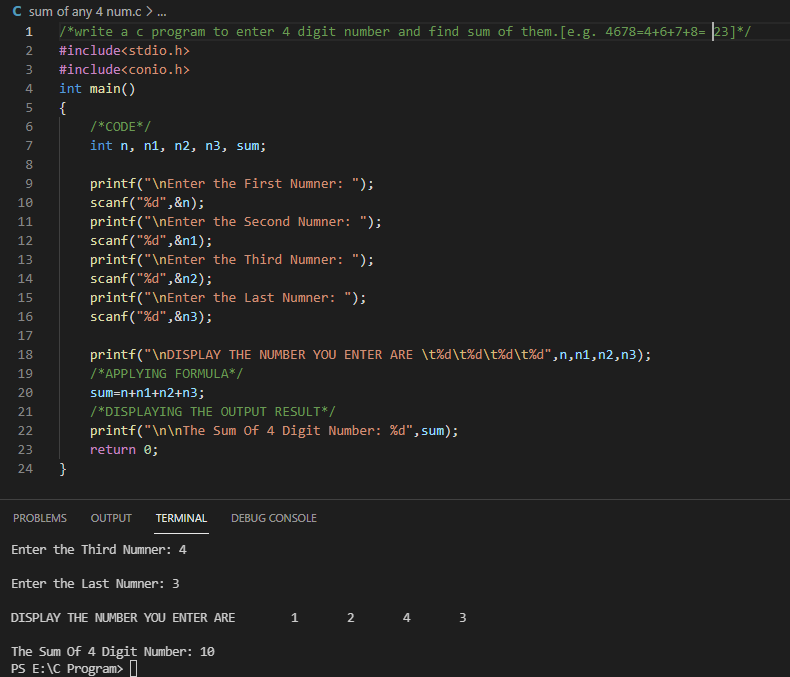 C sum of any 4 num.c > ...
1 /*write a c program to enter 4 digit number and find sum of them.[e.g. 4678=4+6+7+8= 23]*/
2 #include<stdio.h>
3 #include<conio.h>
4 int main()
5 {
6 /*CODE*/
7 int n, n1, n2, n3, sum;
8
9 printf("\nEnter the First Numner: ");
10 scanf("%d",&n);
11 printf("\nEnter the Second Numner: ");
12 scanf("%d",&n1);
13 printf("\nEnter the Third Numner: ");
14 scanf("%d",&n2);
15 printf("\nEnter the Last Numner: ");
16 scanf("%d",&n3);
17
18 printf("\nDISPLAY THE NUMBER YOU ENTER ARE \t%d\t%d\t%d\t%d",n,n1,n2,n3);
19 /*APPLYING FORMULA*/
20 sum=n+n1+n2+n3;
21 /*DISPLAYING THE OUTPUT RESULT*/
22 printf("\n\nThe Sum Of 4 Digit Number: %d",sum);
23 return 0;
24 }
PROBLEMS OUTPUT TERMINAL DEBUG CONSOLE
Enter the Third Numner: 4
Enter the Last Numner: 3
DISPLAY THE NUMBER YOU ENTER ARE 1 2 4 3
The Sum Of 4 Digit Number: 10
PS E:\C Program>